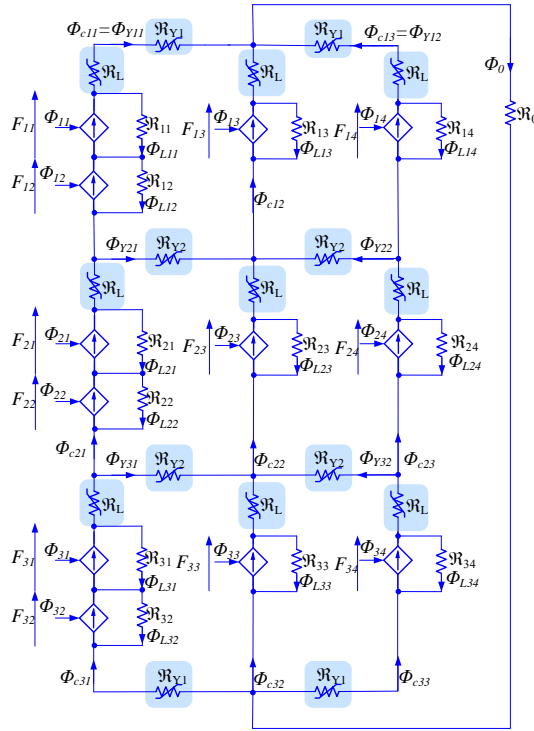 Φc11=ΦY11 ℜY1 ℜY1 Φc13=ΦY12
Φ0
ℜL ℜL ℜL
ℜ0
F11 Φ11 ℜ11 F13 Φ13 ℜ13 F14 Φ14 ℜ14
ΦL11 ΦL13 ΦL14
F12 Φ12 ℜ12
ΦL12 Φc12
ΦY21 ℜY2 ℜY2 ΦY22
ℜL ℜL ℜL
F21 Φ21 ℜ21 F23 Φ23 ℜ23 F24 Φ24 ℜ24
ΦL21 ΦL23 ΦL24
F22 Φ22 ℜ22
ΦL22
Φc21 ΦY31 ℜY2 Φc22 ℜY2 ΦY32 Φc23
ℜL ℜL ℜL
F31 Φ31 ℜ31 F33 Φ33 ℜ33 F34 Φ34 ℜ34
ΦL31 ΦL33 ΦL34
F32 Φ32 ℜ32
ΦL32
Φc31 ℜY1 Φc32 ℜY1 Φc33